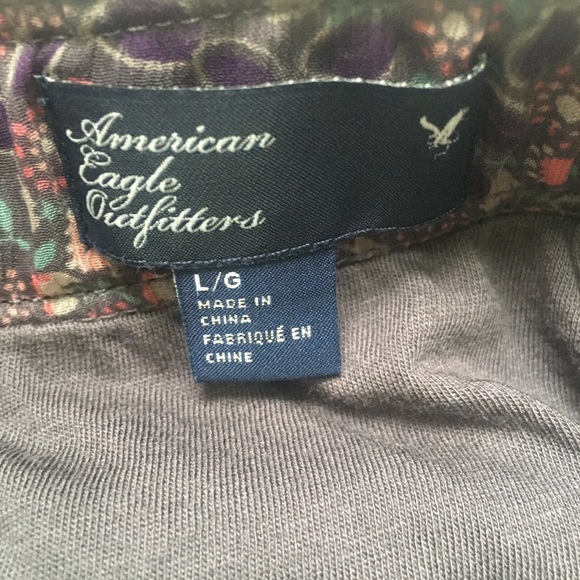 American
Eagle
Outfitters
L/G
MADE IN
CHINA
FABRIQUÉ EN
CHINE